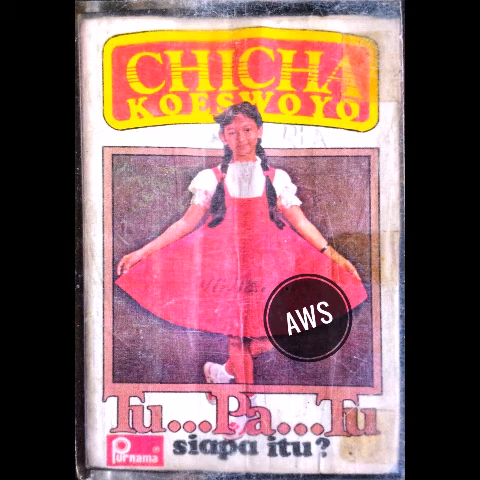 CHICHA
KOESWOYO
AWS
Tu...Pa...Tu
siapa itu?
Purnama